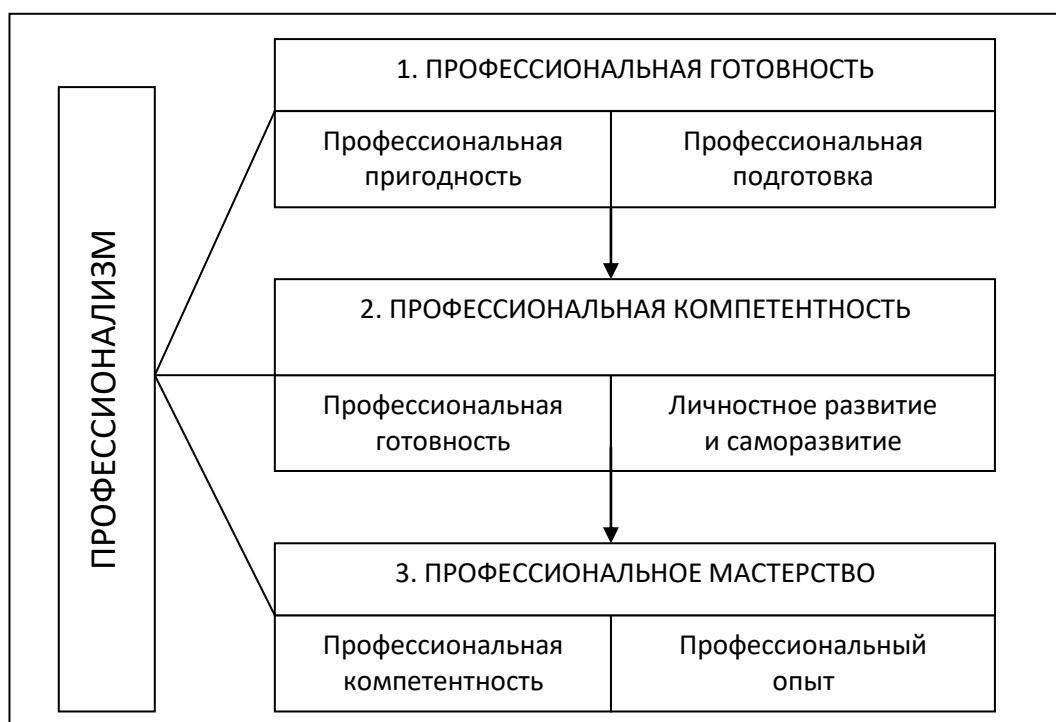 ПРОФЕССИОНАЛИЗМ
1. ПРОФЕССИОНАЛЬНАЯ ГОТОВНОСТЬ
Профессиональная
пригодность
Профессиональная
подготовка
2. ПРОФЕССИОНАЛЬНАЯ КОМПЕТЕНТНОСТЬ
Профессиональная
готовность
Личностное развитие
и саморазвитие
3. ПРОФЕССИОНАЛЬНОЕ МАСТЕРСТВО
Профессиональная
компетентность
Профессиональный
опыт